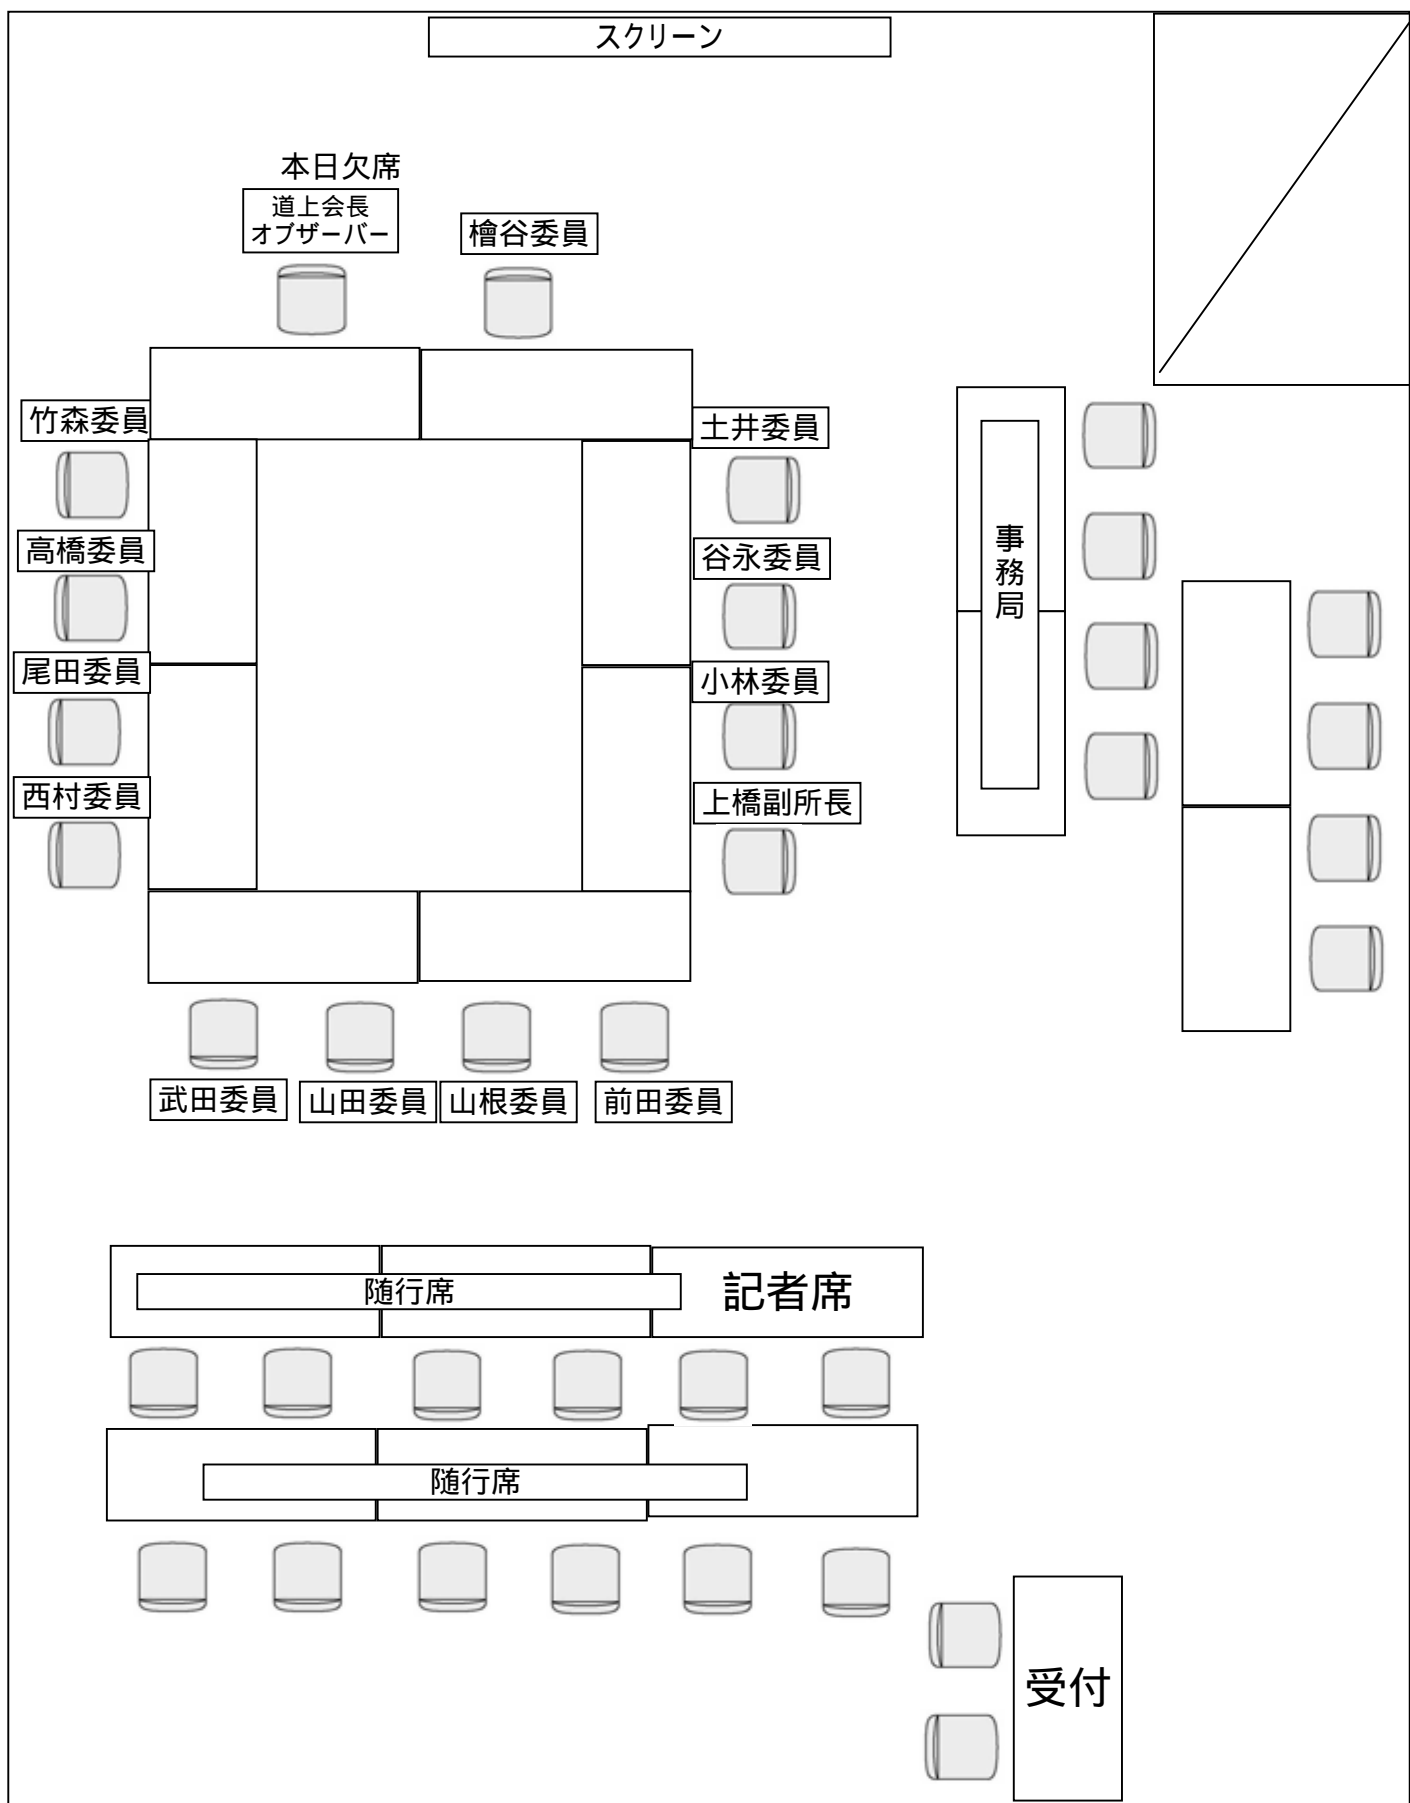 スクリーン
本日欠席
道上会長
オブザーバー
檜谷委員
竹森委員
土井委員
高橋委員
谷永委員
事務局
尾田委員
小林委員
西村委員
上橋副所長
武田委員
山田委員
山根委員
前田委員
随行席
記者席
随行席
受付